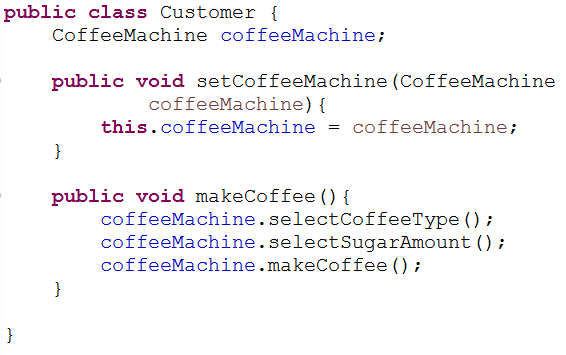 public class Customer {
    CoffeeMachine coffeeMachine;
    public void setCoffeeMachine(CoffeeMachine
            coffeeMachine){
        this.coffeeMachine = coffeeMachine;
    }
    public void makeCoffee(){
        coffeeMachine.selectCoffeeType();
        coffeeMachine.selectSugarAmount();
        coffeeMachine.makeCoffee();
    }
}